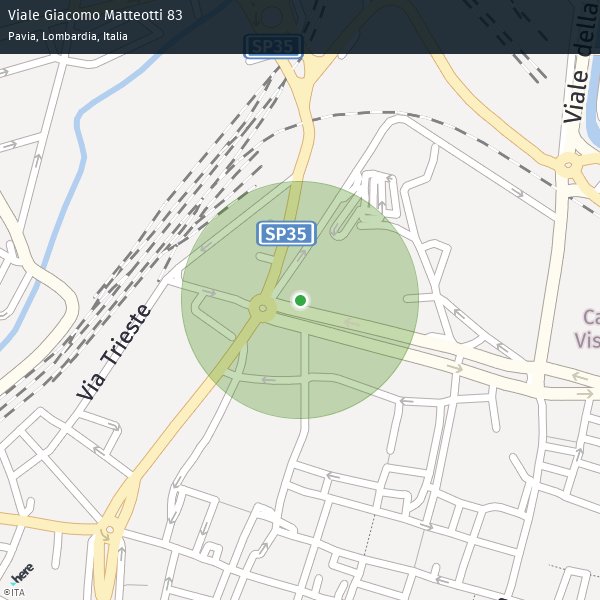 Viale Giacomo Matteotti 83
Pavia, Lombardia, Italia
SP35
Viale della
SP35
Ca
Vis
Via Trieste
here
©ITA